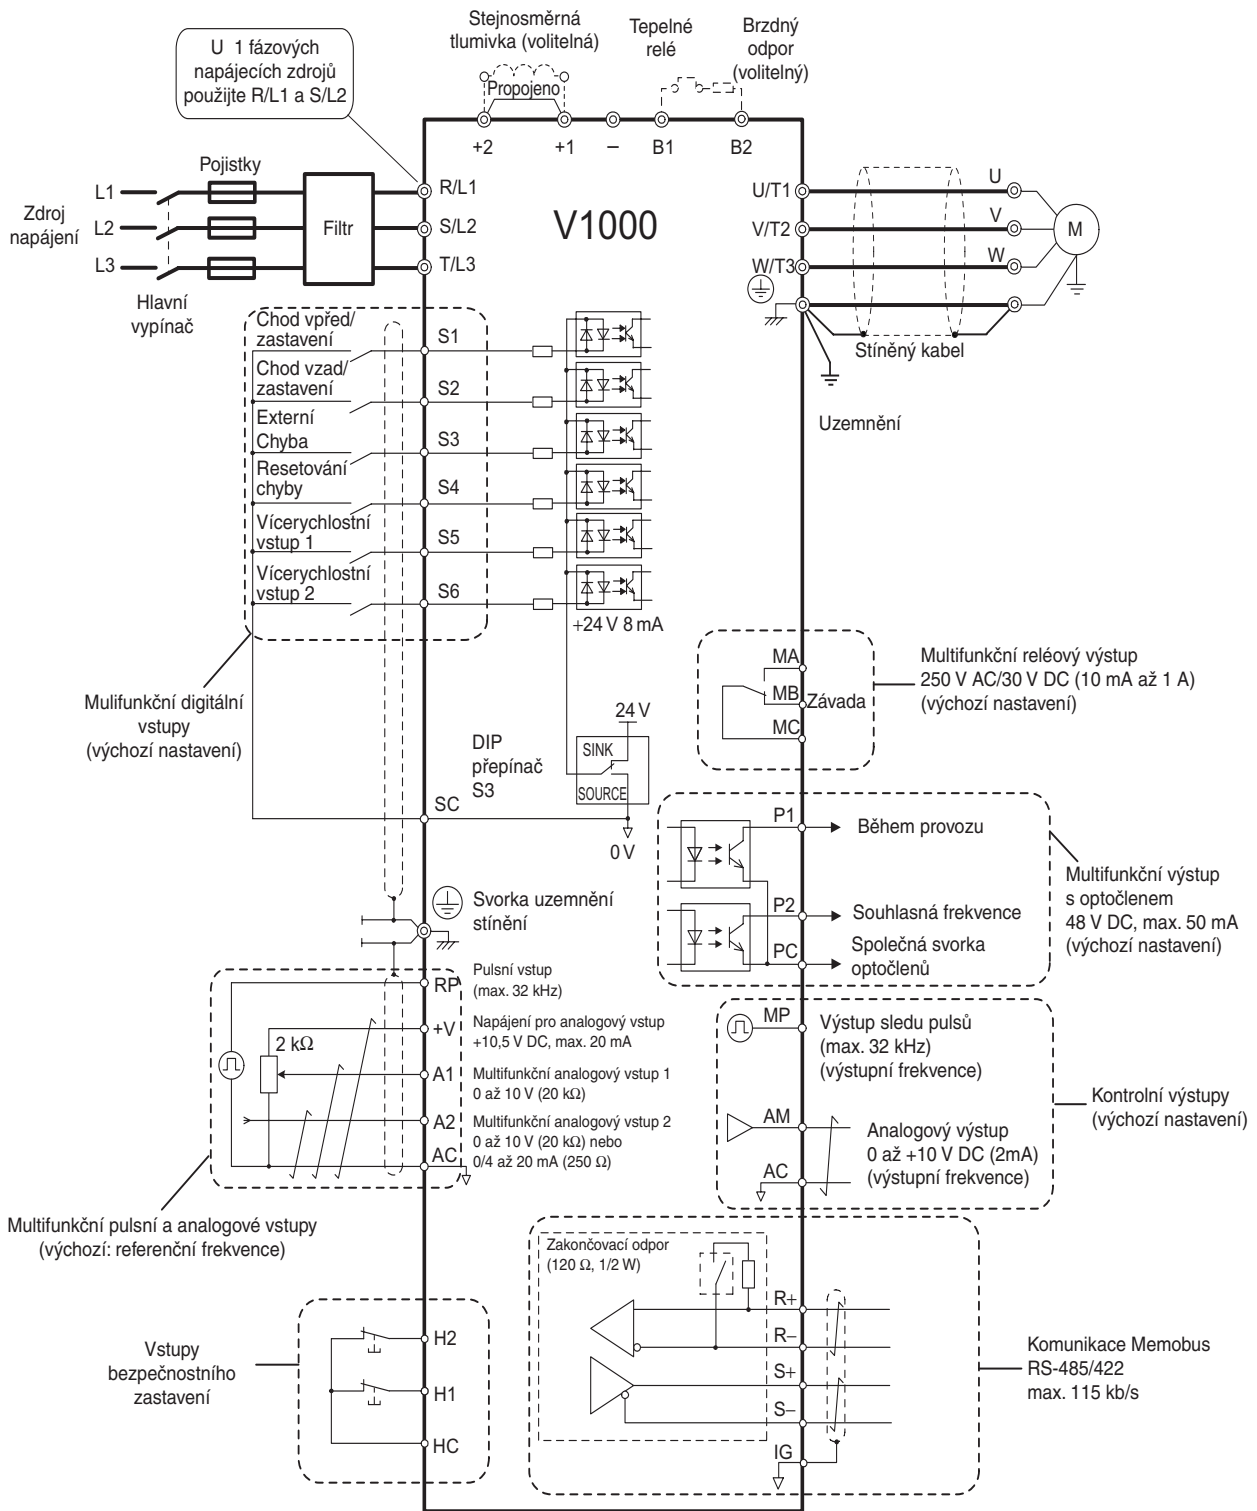 Stejnosměrná
tlumivka (volitelná)
Tepelné
relé
Brzdný
odpor
(volitelný)
U 1 fázových
napájecích zdrojů
použijte R/L1 a S/L2
Propojeno
+2
+1
–
B1
B2
Pojistky
Zdroj
napájení
L1
L2
L3
Filtr
R/L1
S/L2
T/L3
V1000
U/T1
V/T2
W/T3
U
V
W
M
Hlavní
vypínač
Stíněný kabel
Uzemnění
Chod vpřed/
zastavení
S1
Chod vzad/
zastavení
S2
Externí
Chyba
S3
Resetování
chyby
S4
Vícerychlostní
vstup 1
S5
Vícerychlostní
vstup 2
S6
+24 V 8 mA
Mulifunkční digitální
vstupy
(výchozí nastavení)
24 V
DIP
přepínač
S3
SINK
SOURCE
SC
0 V
MA
MB
Závada
MC
Multifunkční reléový výstup
250 V AC/30 V DC (10 mA až 1 A)
(výchozí nastavení)
P1
Během provozu
P2
Souhlasná frekvence
PC
Společná svorka
optočlenů
Multifunkční výstup
s optočlenem
48 V DC, max. 50 mA
(výchozí nastavení)
Svorka uzemnění
stínění
RP
Pulsní vstup
(max. 32 kHz)
+V
Napájení pro analogový vstup
+10,5 V DC, max. 20 mA
2 kΩ
A1
Multifunkční analogový vstup 1
0 až 10 V (20 kΩ)
A2
Multifunkční analogový vstup 2
0 až 10 V (20 kΩ) nebo
0/4 až 20 mA (250 Ω)
AC
Multifunkční pulsní a analogové vstupy
(výchozí: referenční frekvence)
MP
Výstup sledu pulsů
(max. 32 kHz)
(výstupní frekvence)
AM
Analogový výstup
0 až +10 V DC (2mA)
(výstupní frekvence)
AC
Kontrolní výstupy
(výchozí nastavení)
Zakončovací odpor
(120 Ω, 1/2 W)
R+
R–
S+
S–
IG
Komunikace Memobus
RS-485/422
max. 115 kb/s
Vstupy
bezpečnostního
zastavení
H2
H1
HC